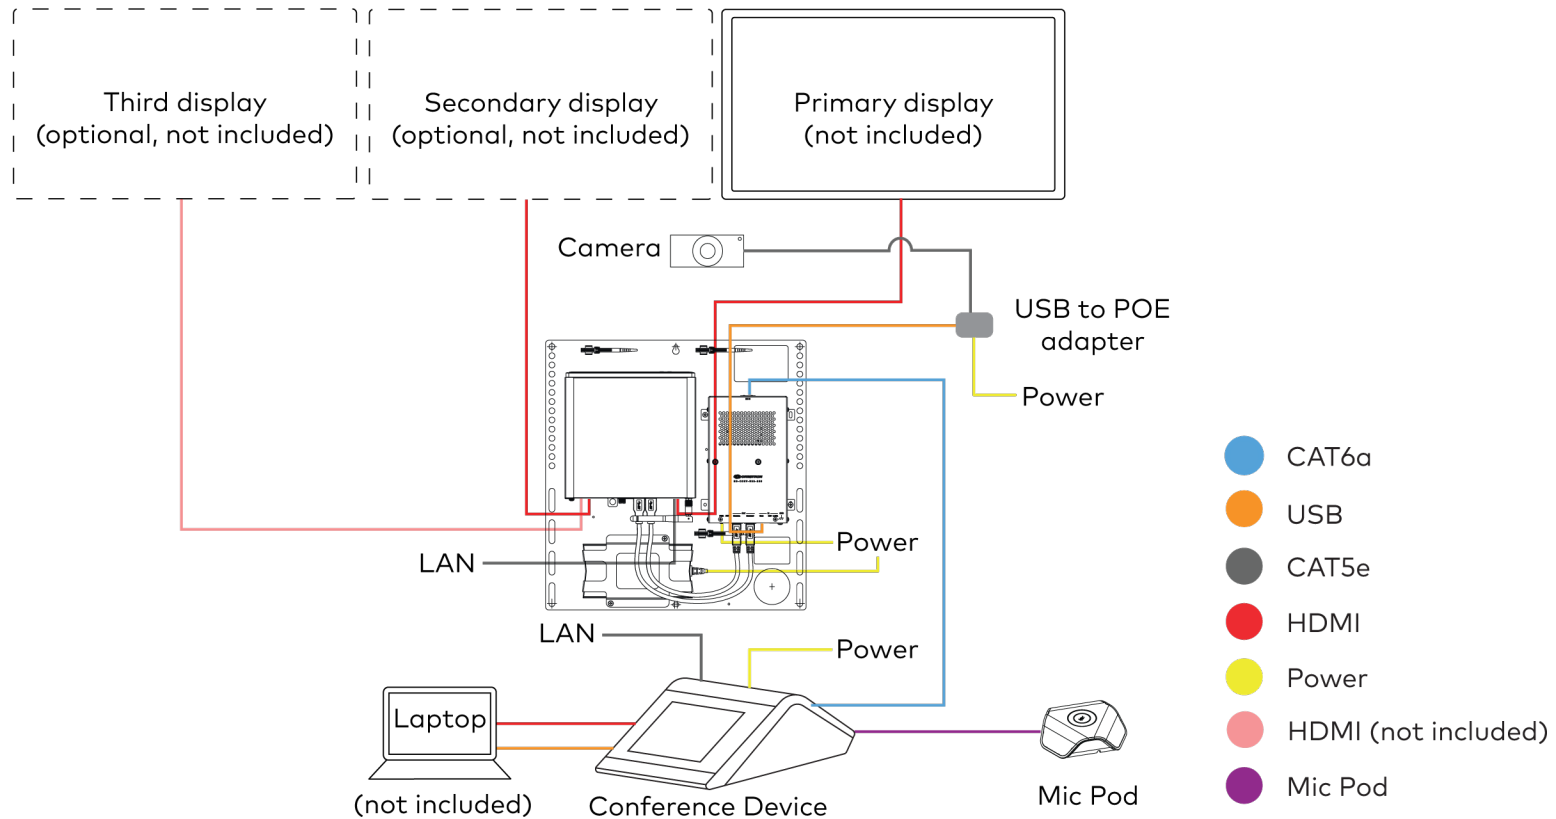 Third display
(optional, not included)
Secondary display
(optional, not included)
Primary display
(not included)
Camera
USB to POE
adapter
Power
CAT6a
USB
CAT5e
HDMI
Power
HDMI (not included)
Mic Pod
Power
LAN
LAN
Power
Laptop
(not included)
Conference Device
Mic Pod